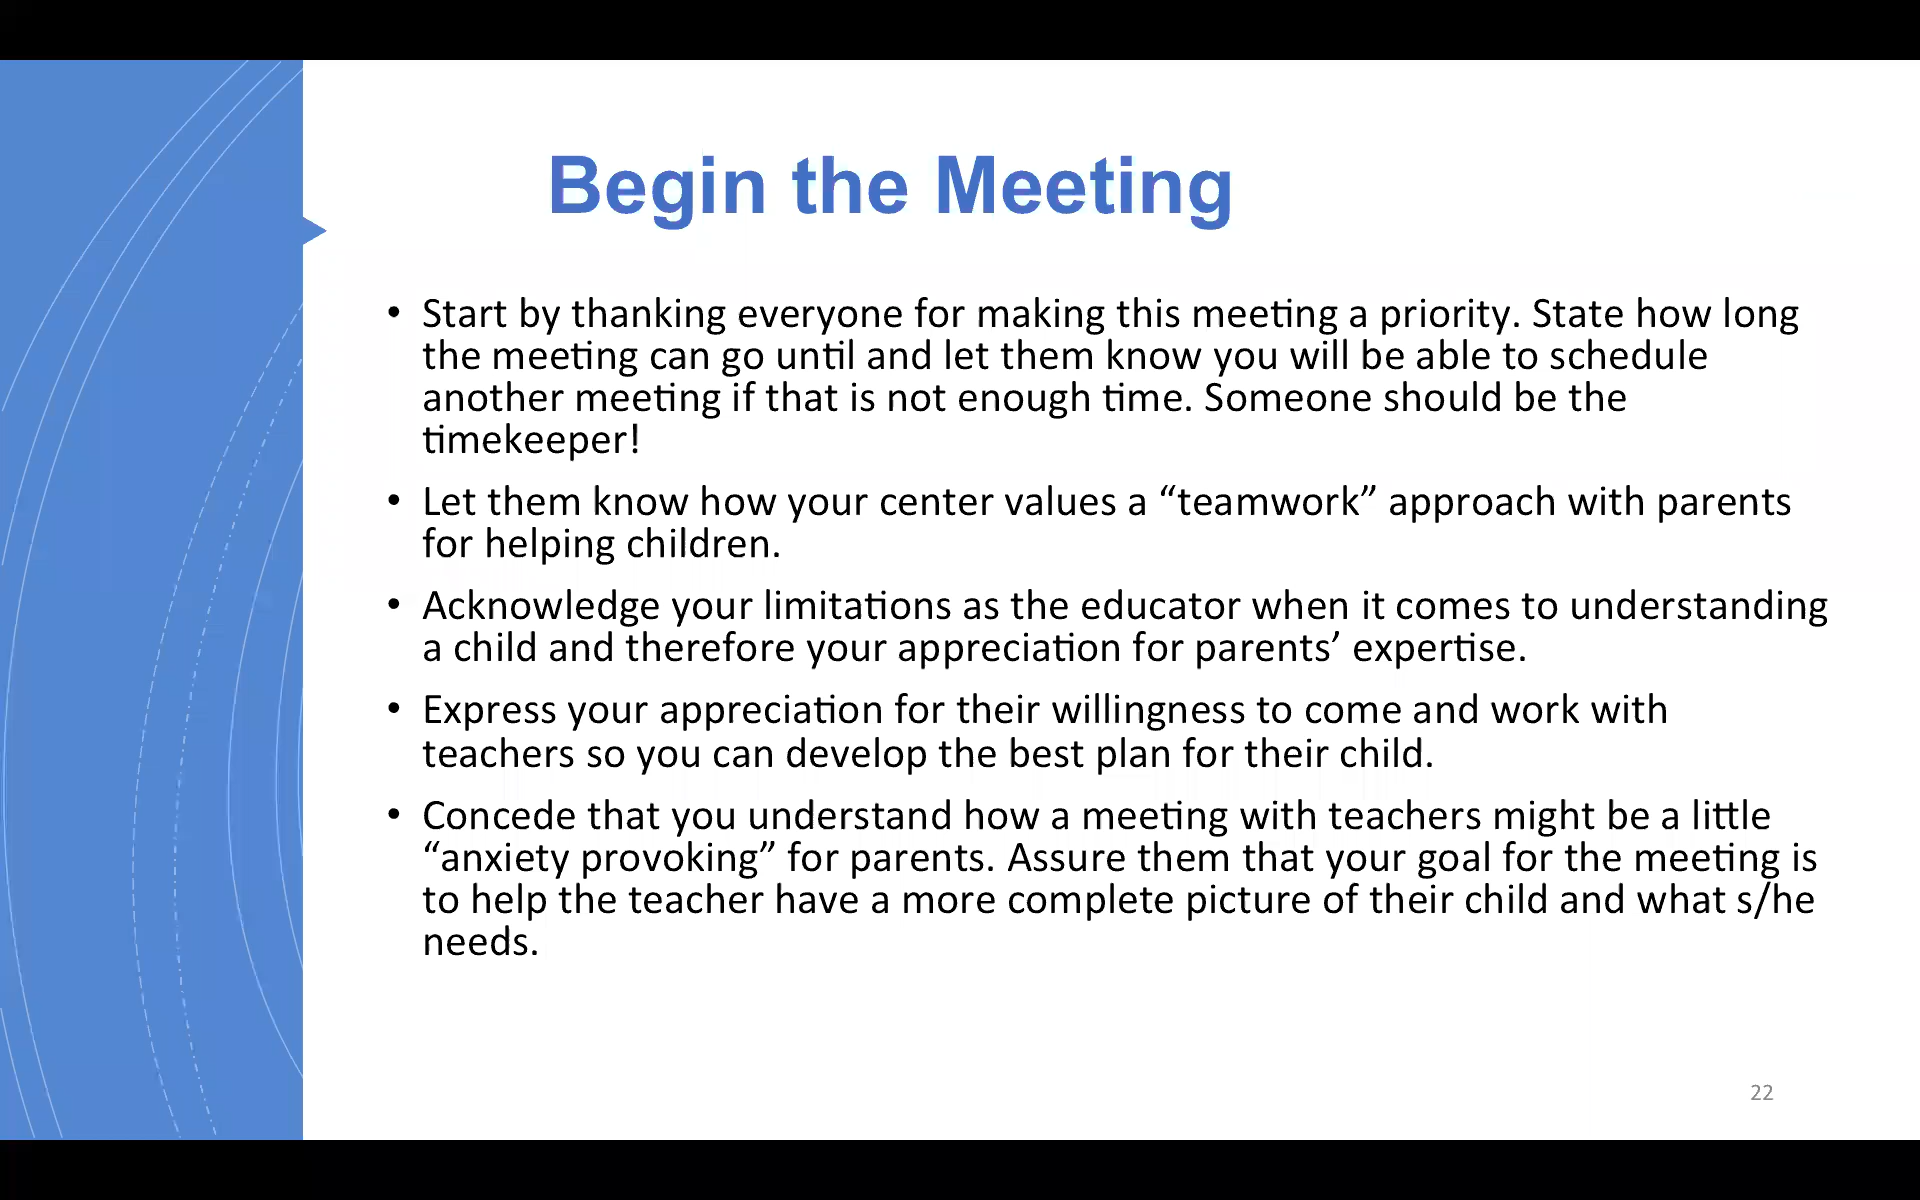 Begin the Meeting
• Start by thanking everyone for making this meeting a priority. State how long
the meeting can go until and let them know you will be able to schedule
another meeting if that is not enough time. Someone should be the
timekeeper!
• Let them know how your center values a “teamwork” approach with parents
for helping children.
• Acknowledge your limitations as the educator when it comes to understanding
a child and therefore your appreciation for parents’ expertise.
• Express your appreciation for their willingness to come and work with
teachers so you can develop the best plan for their child.
• Concede that you understand how a meeting with teachers might be a little
“anxiety provoking” for parents. Assure them that your goal for the meeting is
to help the teacher have a more complete picture of their child and what s/he
needs.
22